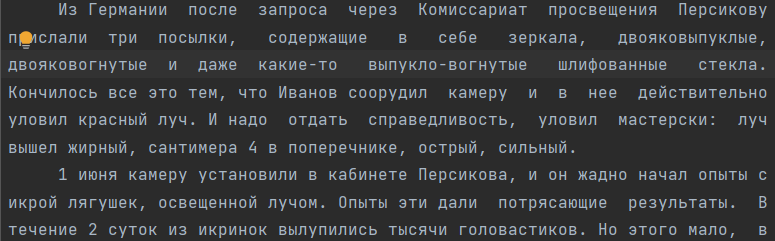 Из Германии после запроса через Комиссариат просвещения Персикову
прислали три посылки, содержащие в себе зеркала, двояковыпуклые,
двояковогнутые и даже какие-то выпукло-вогнутые шлифованные стекла.
Кончилось все это тем, что Иванов соорудил камеру и в нее действительно
уловил красный луч. И надо отдать справедливость, уловил мастерски: луч
вышел жирный, сантимера 4 в поперечнике, острый, сильный.
1 июня камеру установили в кабинете Персикова, и он жадно начал опыты с
икрой лягушек, освещенной лучом. Опыты эти дали потрясающие результаты. В
течение 2 суток из икринок вылупились тысячи головастиков. Но этого мало, в